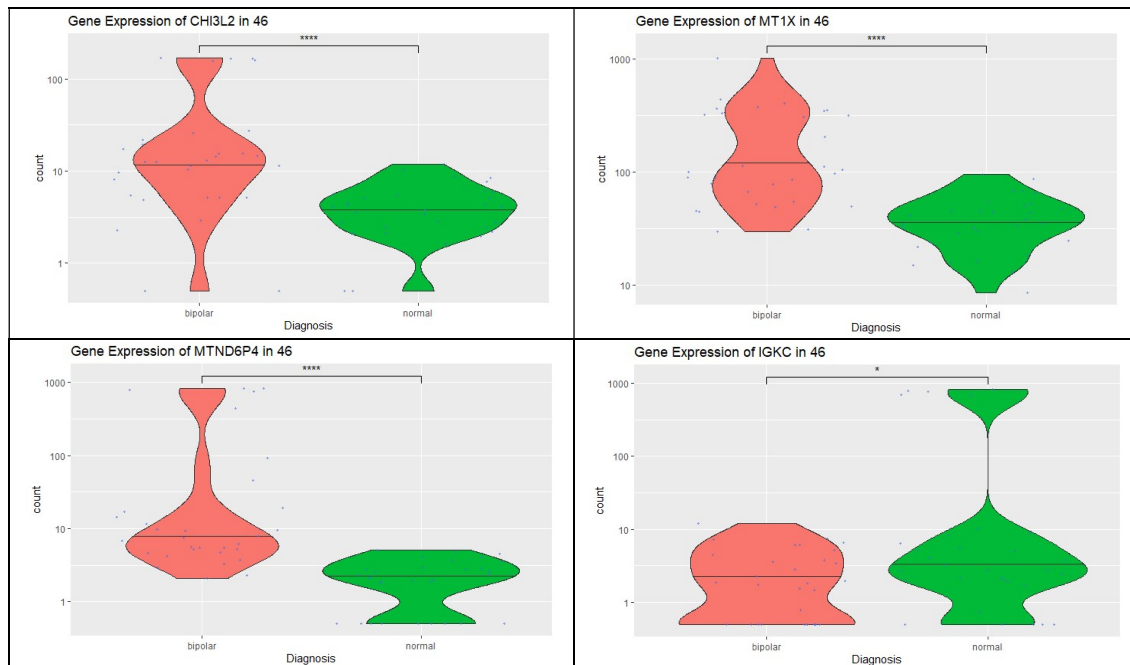 Gene Expression of CHI3L2 in 46
****
100
10
1
count
bipolar
normal
Diagnosis
Gene Expression of MT1X in 46
****
1000
100
10
count
bipolar
normal
Diagnosis
Gene Expression of MTND6P4 in 46
****
1000
100
10
1
count
bipolar
normal
Diagnosis
Gene Expression of IGKC in 46
*
1000
100
10
1
count
bipolar
normal
Diagnosis